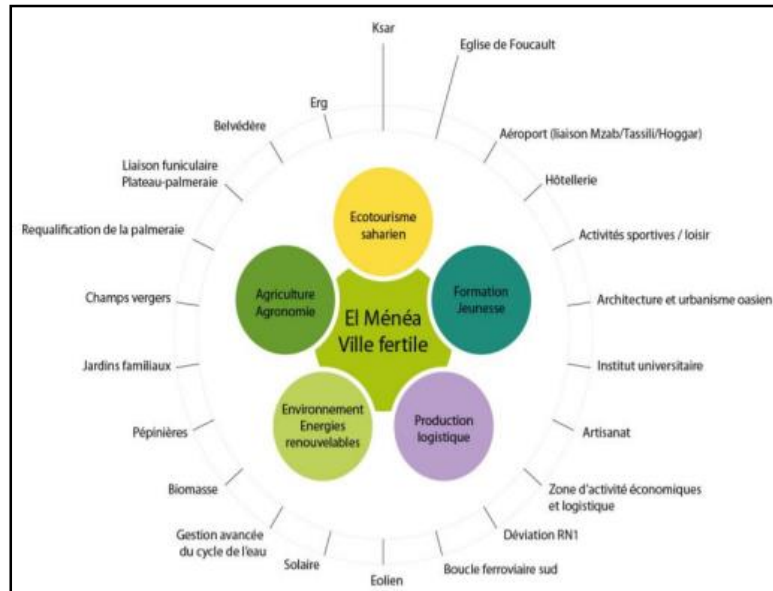 Ksar
Eglise de Foucault
Aéroport (liaison Mzab/Tassili/Hoggar)
Hôtellerie
Activités sportives / loisir
Architecture et urbanisme oasien
Institut universitaire
Artisanat
Zone d'activité économiques
et logistique
Déviation RN1
Boucle ferroviaire sud
Eolien
Solaire
Gestion avancée
du cycle de l'eau
Biomasse
Pépinières
Jardins familiaux
Champs vergers
Requalification de la palmeraie
Liaison funiculaire
Plateau-palmeraie
Belvédère
Erg
Ecotourisme
saharien
Formation
Jeunesse
Production
logistique
Environnement
Energies
renouvelables
Agriculture
Agronomie
El Ménéa
Ville fertile